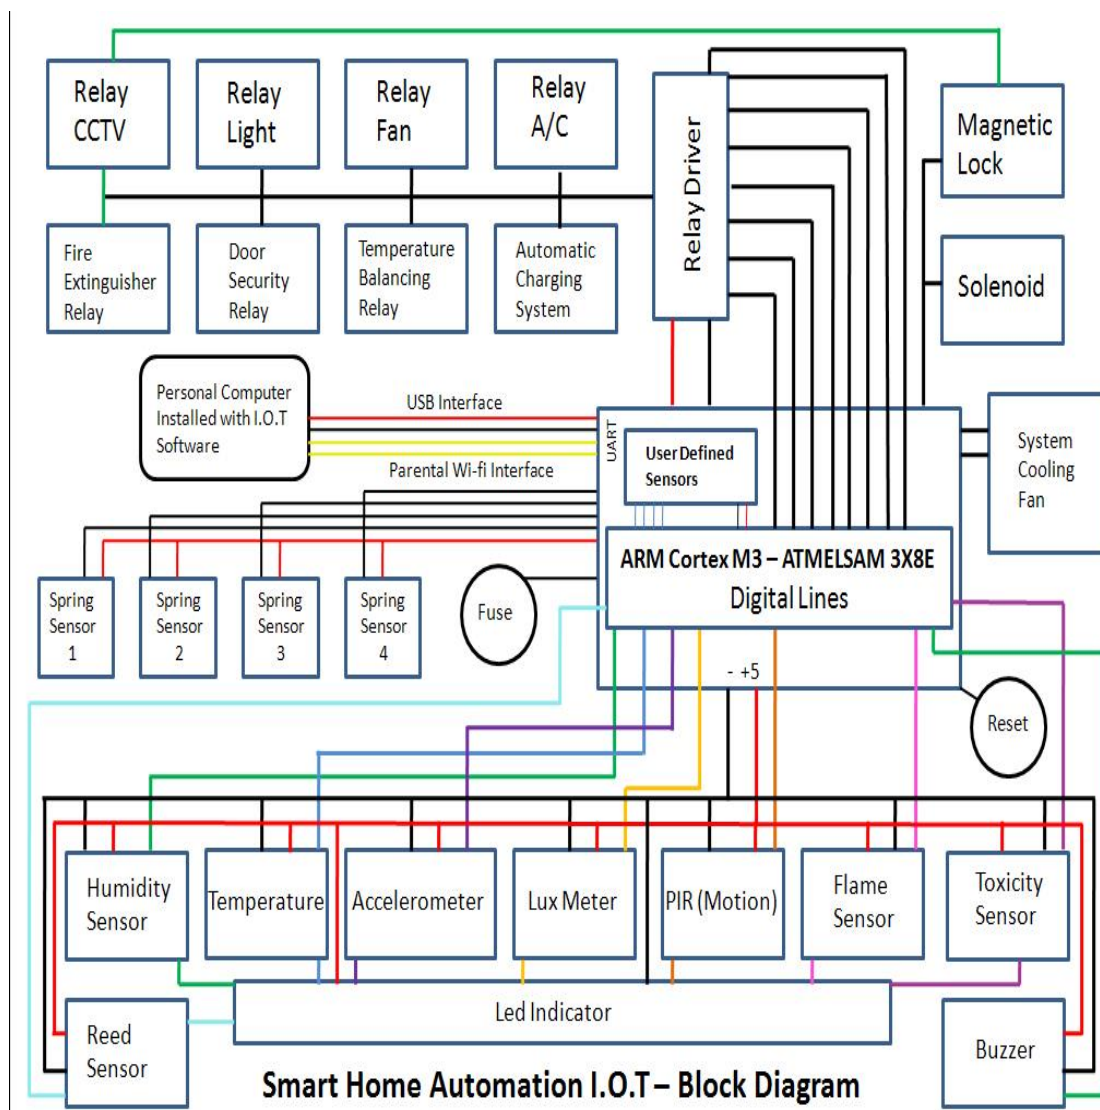 Relay
CCTV
Relay
Light
Relay
Fan
Relay
A/C
Relay Driver
Magnetic
Lock
Fire
Extinguisher
Relay
Door
Security
Relay
Temperature
Balancing
Relay
Automatic
Charging
System
Solenoid
Personal Computer
Installed with I.O.T
Software
USB Interface
Parental Wi-fi Interface
UART
User Defined
Sensors
System
Cooling
Fan
ARM Cortex M3 – ATMELSAM 3X8E
Digital Lines
Spring
Sensor
1
Spring
Sensor
2
Spring
Sensor
3
Spring
Sensor
4
Fuse
- +5
Reset
Humidity
Sensor
Temperature
Accelerometer
Lux Meter
PIR (Motion)
Flame
Sensor
Toxicity
Sensor
Led Indicator
Reed
Sensor
Buzzer
Smart Home Automation I.O.T – Block Diagram